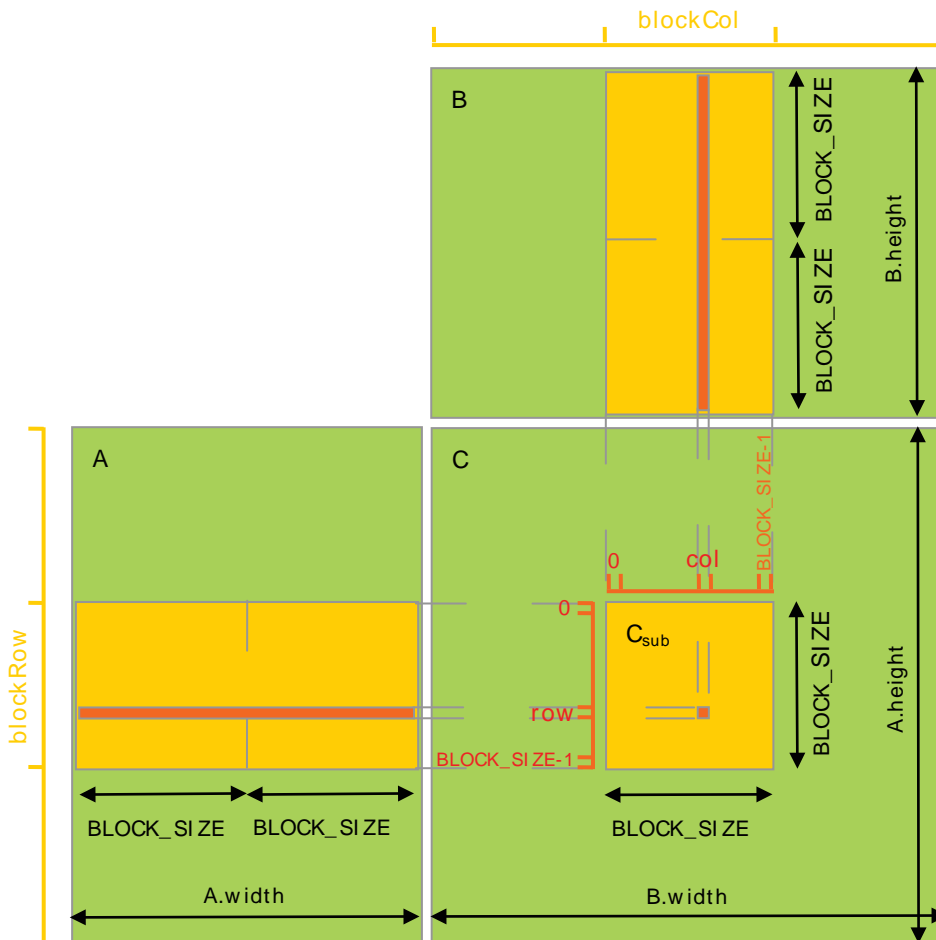 blockCol
B
BLOCK_SIZE
BLOCK_SIZE
B.height
A
C
BLOCK_SIZE-1
0
col
blockRow
0
C_sub
BLOCK_SIZE
A.height
row
BLOCK_SIZE-1
BLOCK_SIZE
BLOCK_SIZE
BLOCK_SIZE
A.width
B.width